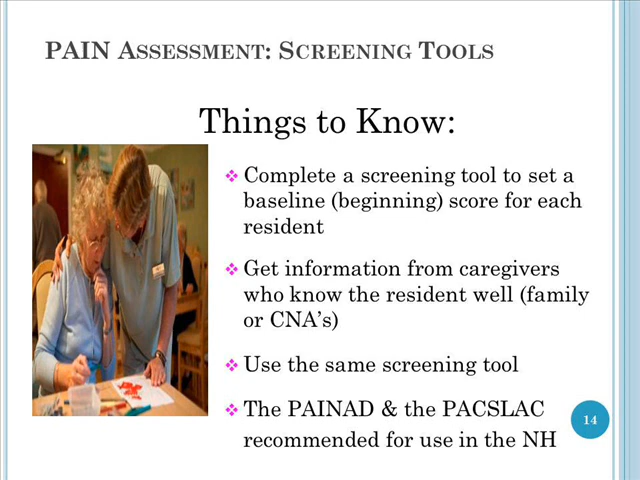 PAIN ASSESSMENT: SCREENING TOOLS
Things to Know:
Complete a screening tool to set a
baseline (beginning) score for each
resident
Get information from caregivers
who know the resident well (family
or CNA's)
Use the same screening tool
The PAINAD & the PACSLAC
recommended for use in the NH
14